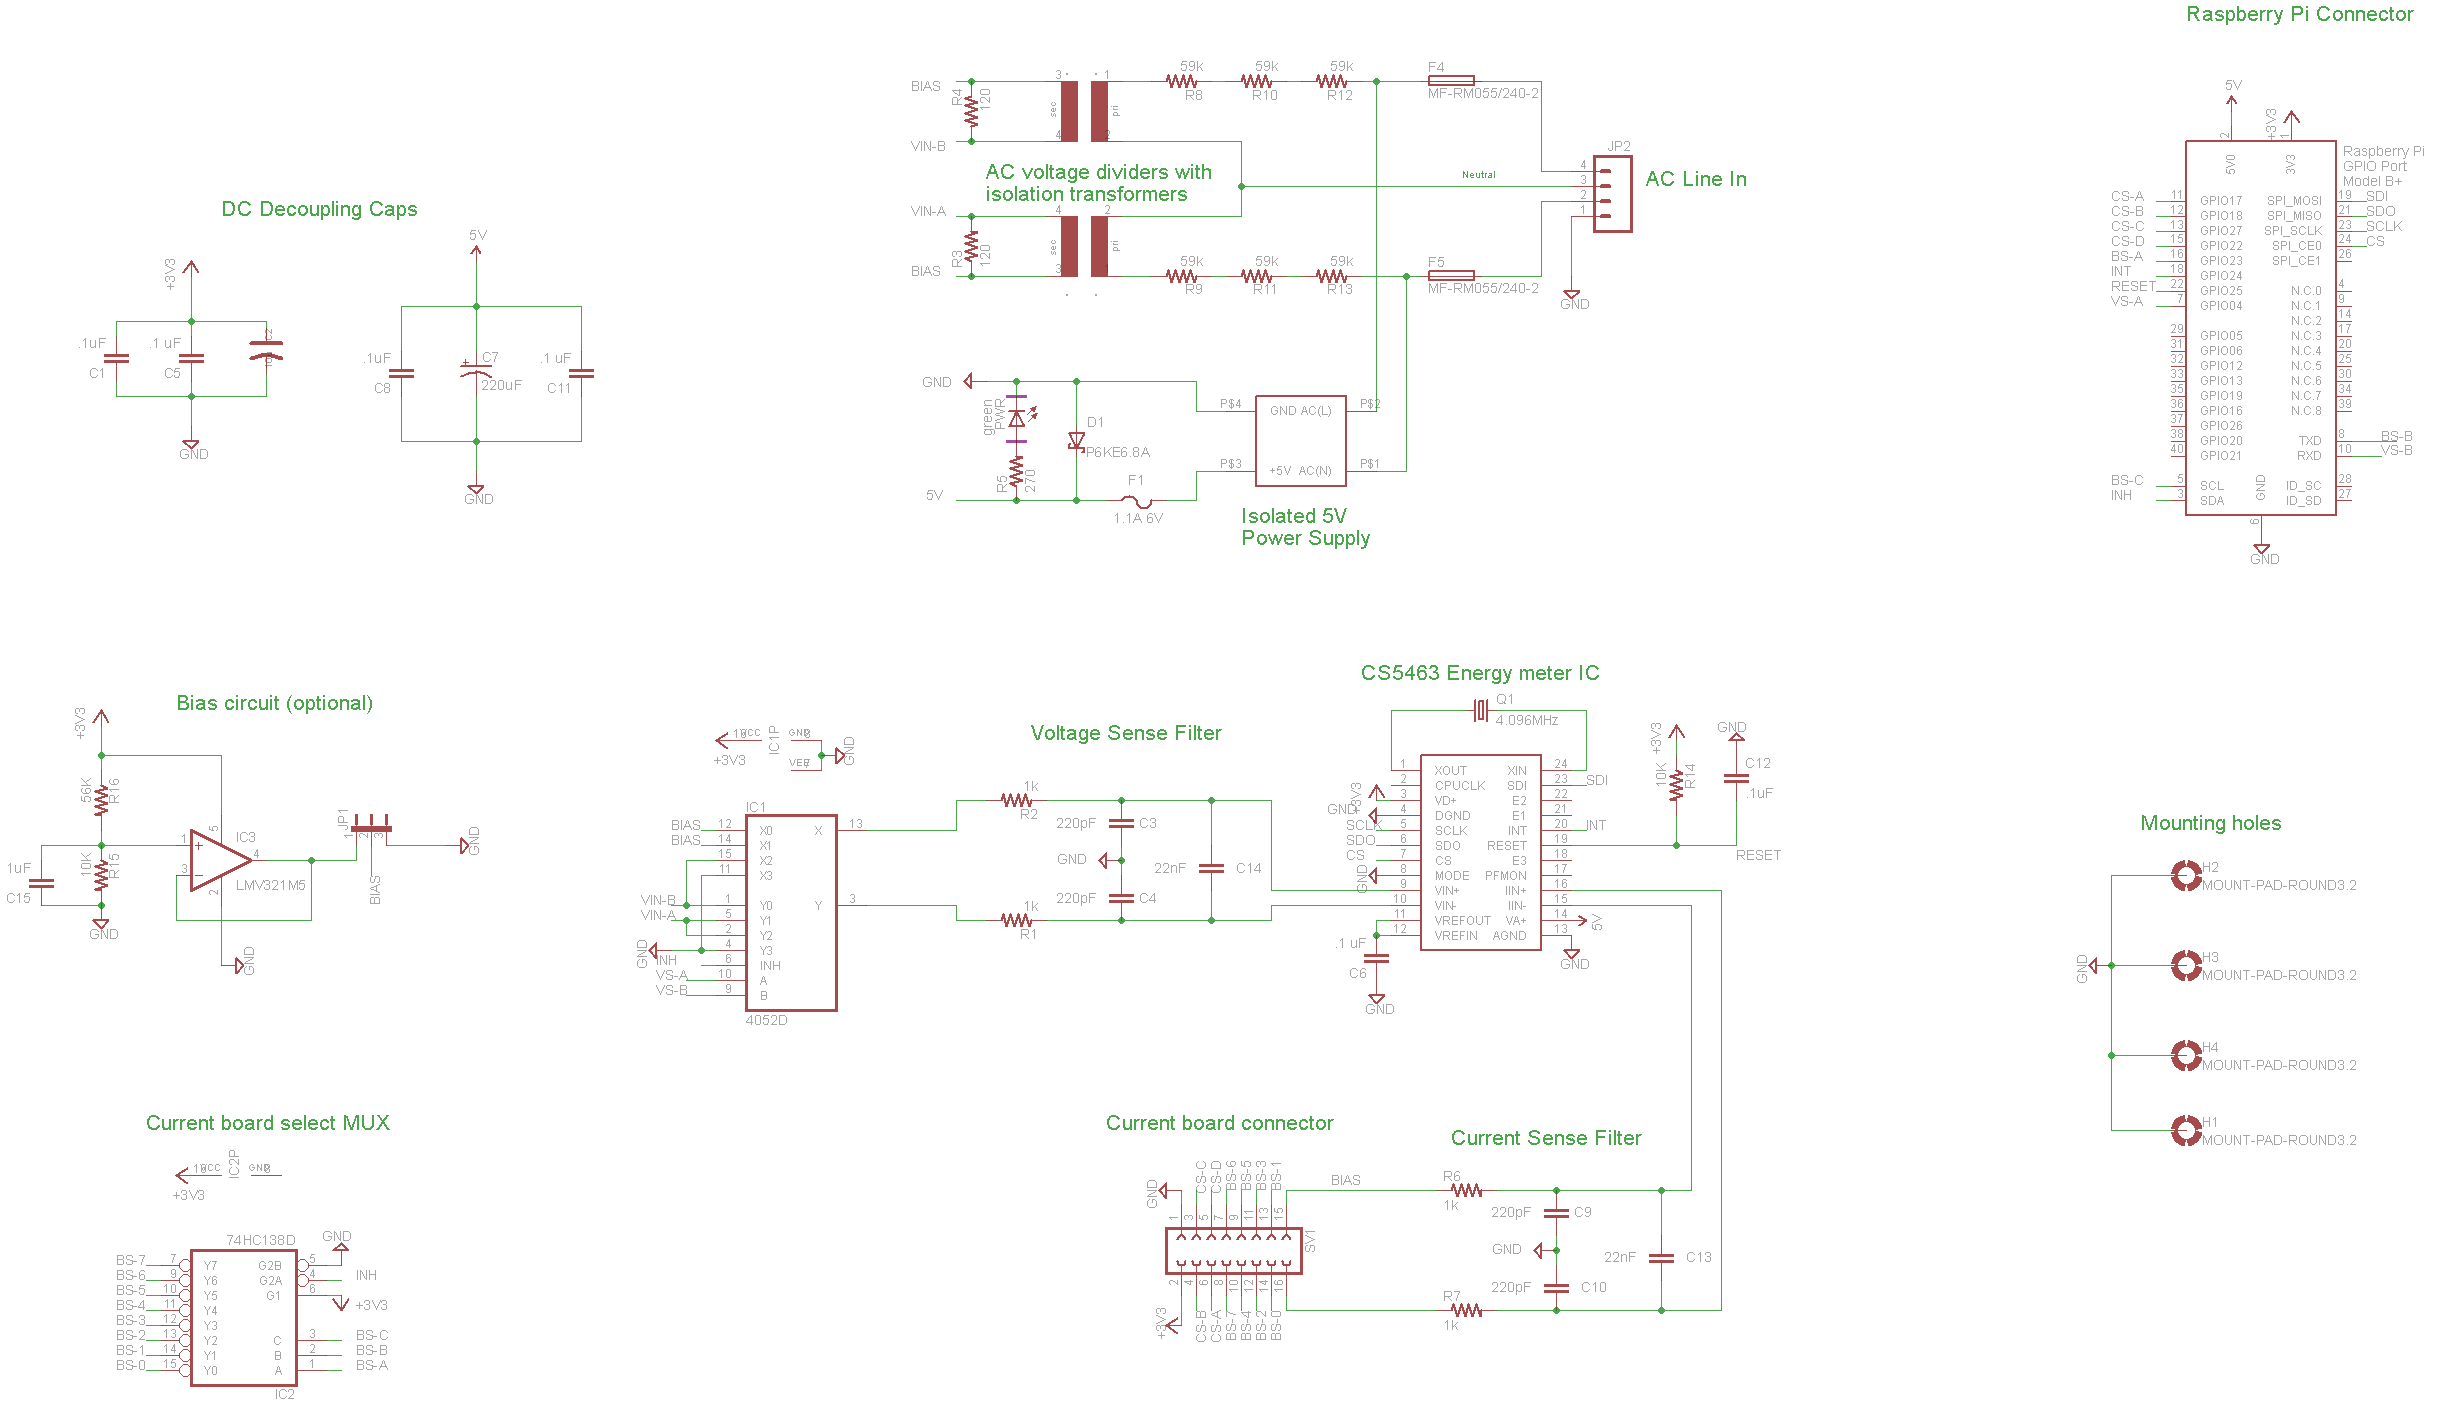 Raspberry Pi Connector
5V
+3V3
2
1
5V0
3V3
Raspberry Pi
GPIO Port
Model B+
CS-A 11 GPIO17 SPI_MOSI 19 SDI
CS-B 12 GPIO18 SPI_MISO 21 SDO
CS-C 13 GPIO27 SPI_SCLK 23 SCLK
CS-D 15 GPIO22 SPI_CE0 24 CS
BS-A 16 GPIO23 SPI_CE1 26
INT 18 GPIO24
RESET 22 GPIO25 N.C.0 4
VS-A 7 GPIO04 N.C.1 9
N.C.2 14
29 GPIO05 N.C.3 17
31 GPIO06 N.C.4 20
32 GPIO12 N.C.5 25
33 GPIO13 N.C.6 30
35 GPIO19 N.C.7 34
36 GPIO16 N.C.8 39
37 GPIO26
38 GPIO20 TXD 8 BS-B
40 GPIO21 RXD 10 VS-B
BS-C 5 SCL ID_SC 28
INH 3 SDA ID_SD 27
GND
6
GND
BIAS
R4
120
VIN-B
3
4
sec
pri
1
2
59k
R8
59k
R10
59k
R12
F4
MF-RM055/240-2
AC voltage dividers with
isolation transformers
VIN-A
R3
120
BIAS
4
3
sec
pri
2
59k
R9
59k
R11
59k
R13
F5
MF-RM055/240-2
Neutral
JP2
4
3
2
1
GND
AC Line In
GND
green
PWR
R5
270
5V
D1
P6KE6.8A
F1
1.1A 6V
P$4
P$3
GND AC(L)
+5V AC(N)
P$2
P$1
Isolated 5V
Power Supply
DC Decoupling Caps
+3V3
.1uF
C1
.1 uF
C5
GND
5V
.1uF
C8
C7
220uF
.1 uF
C11
GND
Bias circuit (optional)
+3V3
56K
R16
10K
R15
1uF
C15
GND
1
3
5
4
2
IC3
LMV321M5
GND
JP1
1
2
3
BIAS
GND
+3V3
VCC
IC1P
GND
VEE
GND
IC1
BIAS 12 X0 X 13
BIAS 14 X1
15 X2
11 X3
VIN-B 1 Y0 Y 3
VIN-A 5 Y1
2 Y2
GND 4 Y3
INH 6 INH
VS-A 10 A
VS-B 9 B
4052D
Voltage Sense Filter
1k
R2
220pF
C3
GND
220pF
C4
1k
R1
22nF
C14
CS5463 Energy meter IC
Q1
4.096MHz
1 XOUT XIN 24
2 CPUCLK SDI 23 SDI
+3V3 3 VD+ E2 22
GND 4 DGND E1 21
SCLK 5 SCLK INT 20 INT
SDO 6 SDO RESET 19
CS 7 CS E3 18
GND 8 MODE PFMON 17
9 VIN+ IIN+ 16
10 VIN- IIN- 15
11 VREFOUT VA+ 14 5V
12 VREFIN AGND 13
.1 uF
C6
GND
GND
+3V3
10K
R14
GND
C12
.1uF
RESET
Mounting holes
GND
H2
MOUNT-PAD-ROUND3.2
H3
MOUNT-PAD-ROUND3.2
H4
MOUNT-PAD-ROUND3.2
H1
MOUNT-PAD-ROUND3.2
Current board select MUX
+3V3
VCC
IC2P
GND
74HC138D
GND
BS-7 7 Y7 G2B 5
BS-6 9 Y6 G2A 4 INH
BS-5 10 Y5 G1 6 +3V3
BS-4 11 Y4
BS-3 12 Y3
BS-2 13 Y2 C 3 BS-C
BS-1 14 Y1 B 2 BS-B
BS-0 15 Y0 A 1 BS-A
IC2
Current board connector
GND CS-C CS-D BS-6 BS-5 BS-3 BS-1
1 3 5 7 9 11 13 15
SV1
2 4 6 8 10 12 14 16
+3V3 CS-B CS-A BS-7 BS-4 BS-2 BS-0
Current Sense Filter
BIAS
R6
1k
220pF
C9
GND
220pF
C10
R7
1k
22nF
C13